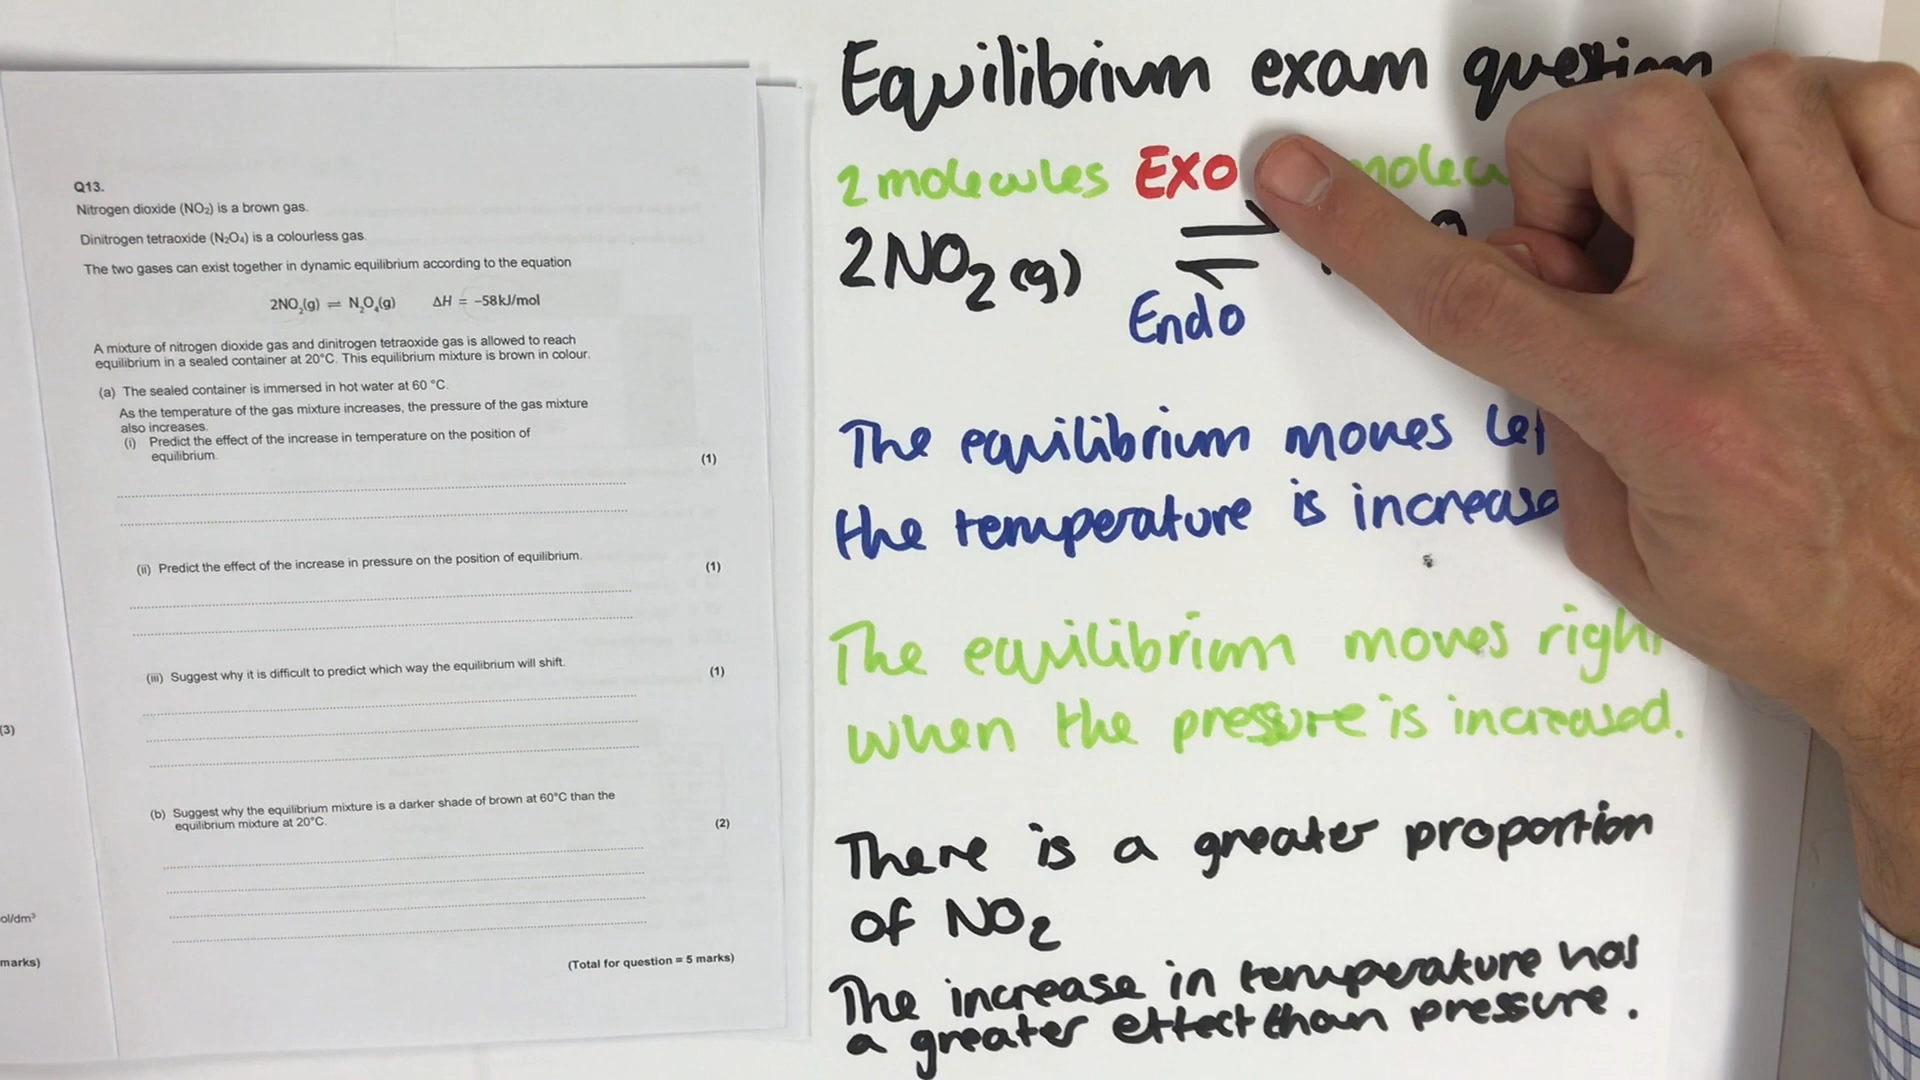 Q13.
Nitrogen dioxide (NO₂) is a brown gas.
Dinitrogen tetraoxide (N₂O₄) is a colourless gas.
The two gases can exist together in dynamic equilibrium according to the equation
2NO₂(g) ⇌ N₂O₄(g) ΔH = −58kJ/mol
A mixture of nitrogen dioxide gas and dinitrogen tetraoxide gas is allowed to reach
equilibrium in a sealed container at 20°C. This equilibrium mixture is brown in colour.
(a) The sealed container is immersed in hot water at 60 °C.
As the temperature of the gas mixture increases, the pressure of the gas mixture
also increases.
(i) Predict the effect of the increase in temperature on the position of
equilibrium.
(1)
(ii) Predict the effect of the increase in pressure on the position of equilibrium.
(1)
(iii) Suggest why it is difficult to predict which way the equilibrium will shift.
(1)
(b) Suggest why the equilibrium mixture is a darker shade of brown at 60°C than the
equilibrium mixture at 20°C.
(2)
(Total for question = 5 marks)
(3)
ol/dm³
marks)
Equilibrium exam question
2 molecules Exo
2NO₂(g) ⇌
Endo
The equilibrium moves
the temperature is
The equilibrium moves right
when the pressure is increased.
There is a greater proportion
of NO₂
The increase in temperature has
a greater effect than pressure.